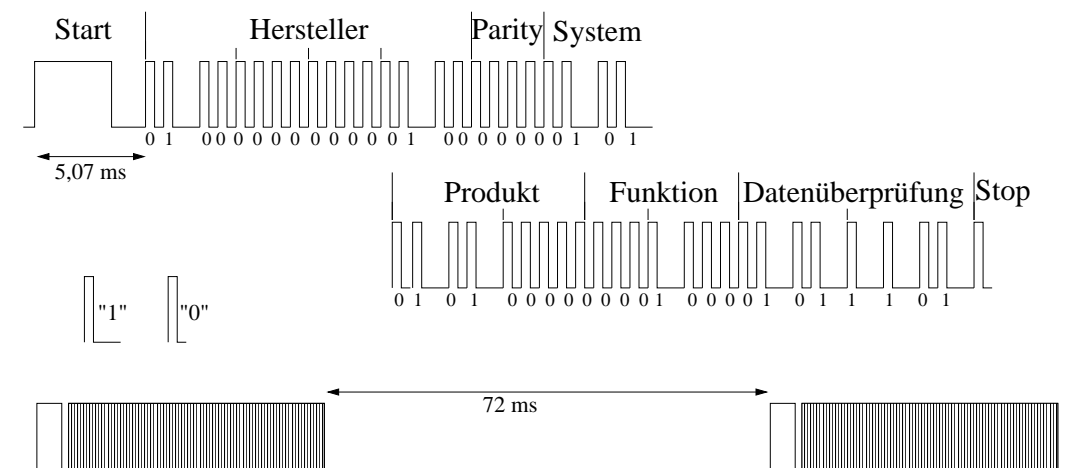 Start Hersteller Parity System
0 1 00 0 0 0 0 0 0 0 0 0 1 00 0 0 0 0 0 1 0 1
5,07 ms
Produkt Funktion Datenüberprüfung Stop
0 1 0 1 0 0 0 0 0 0 0 0 1 0 0 0 0 1 0 1 1 1 0 1
"1" "0"
72 ms